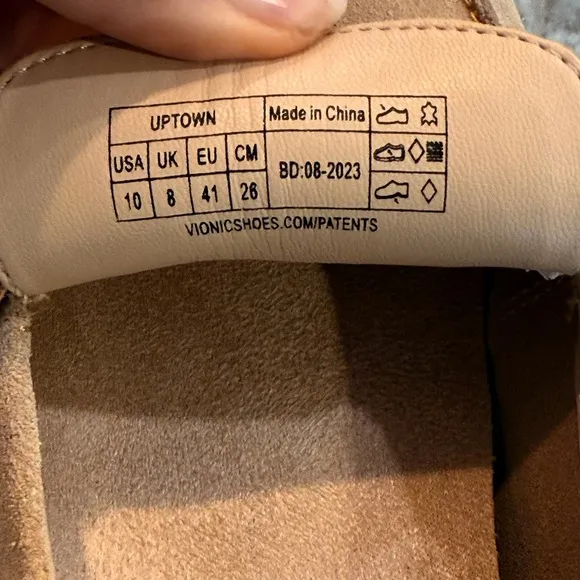 UPTOWN Made in China
USA UK EU CM BD:08-2023
10 8 41 26
VIONICSHOES.COM/PATENTS